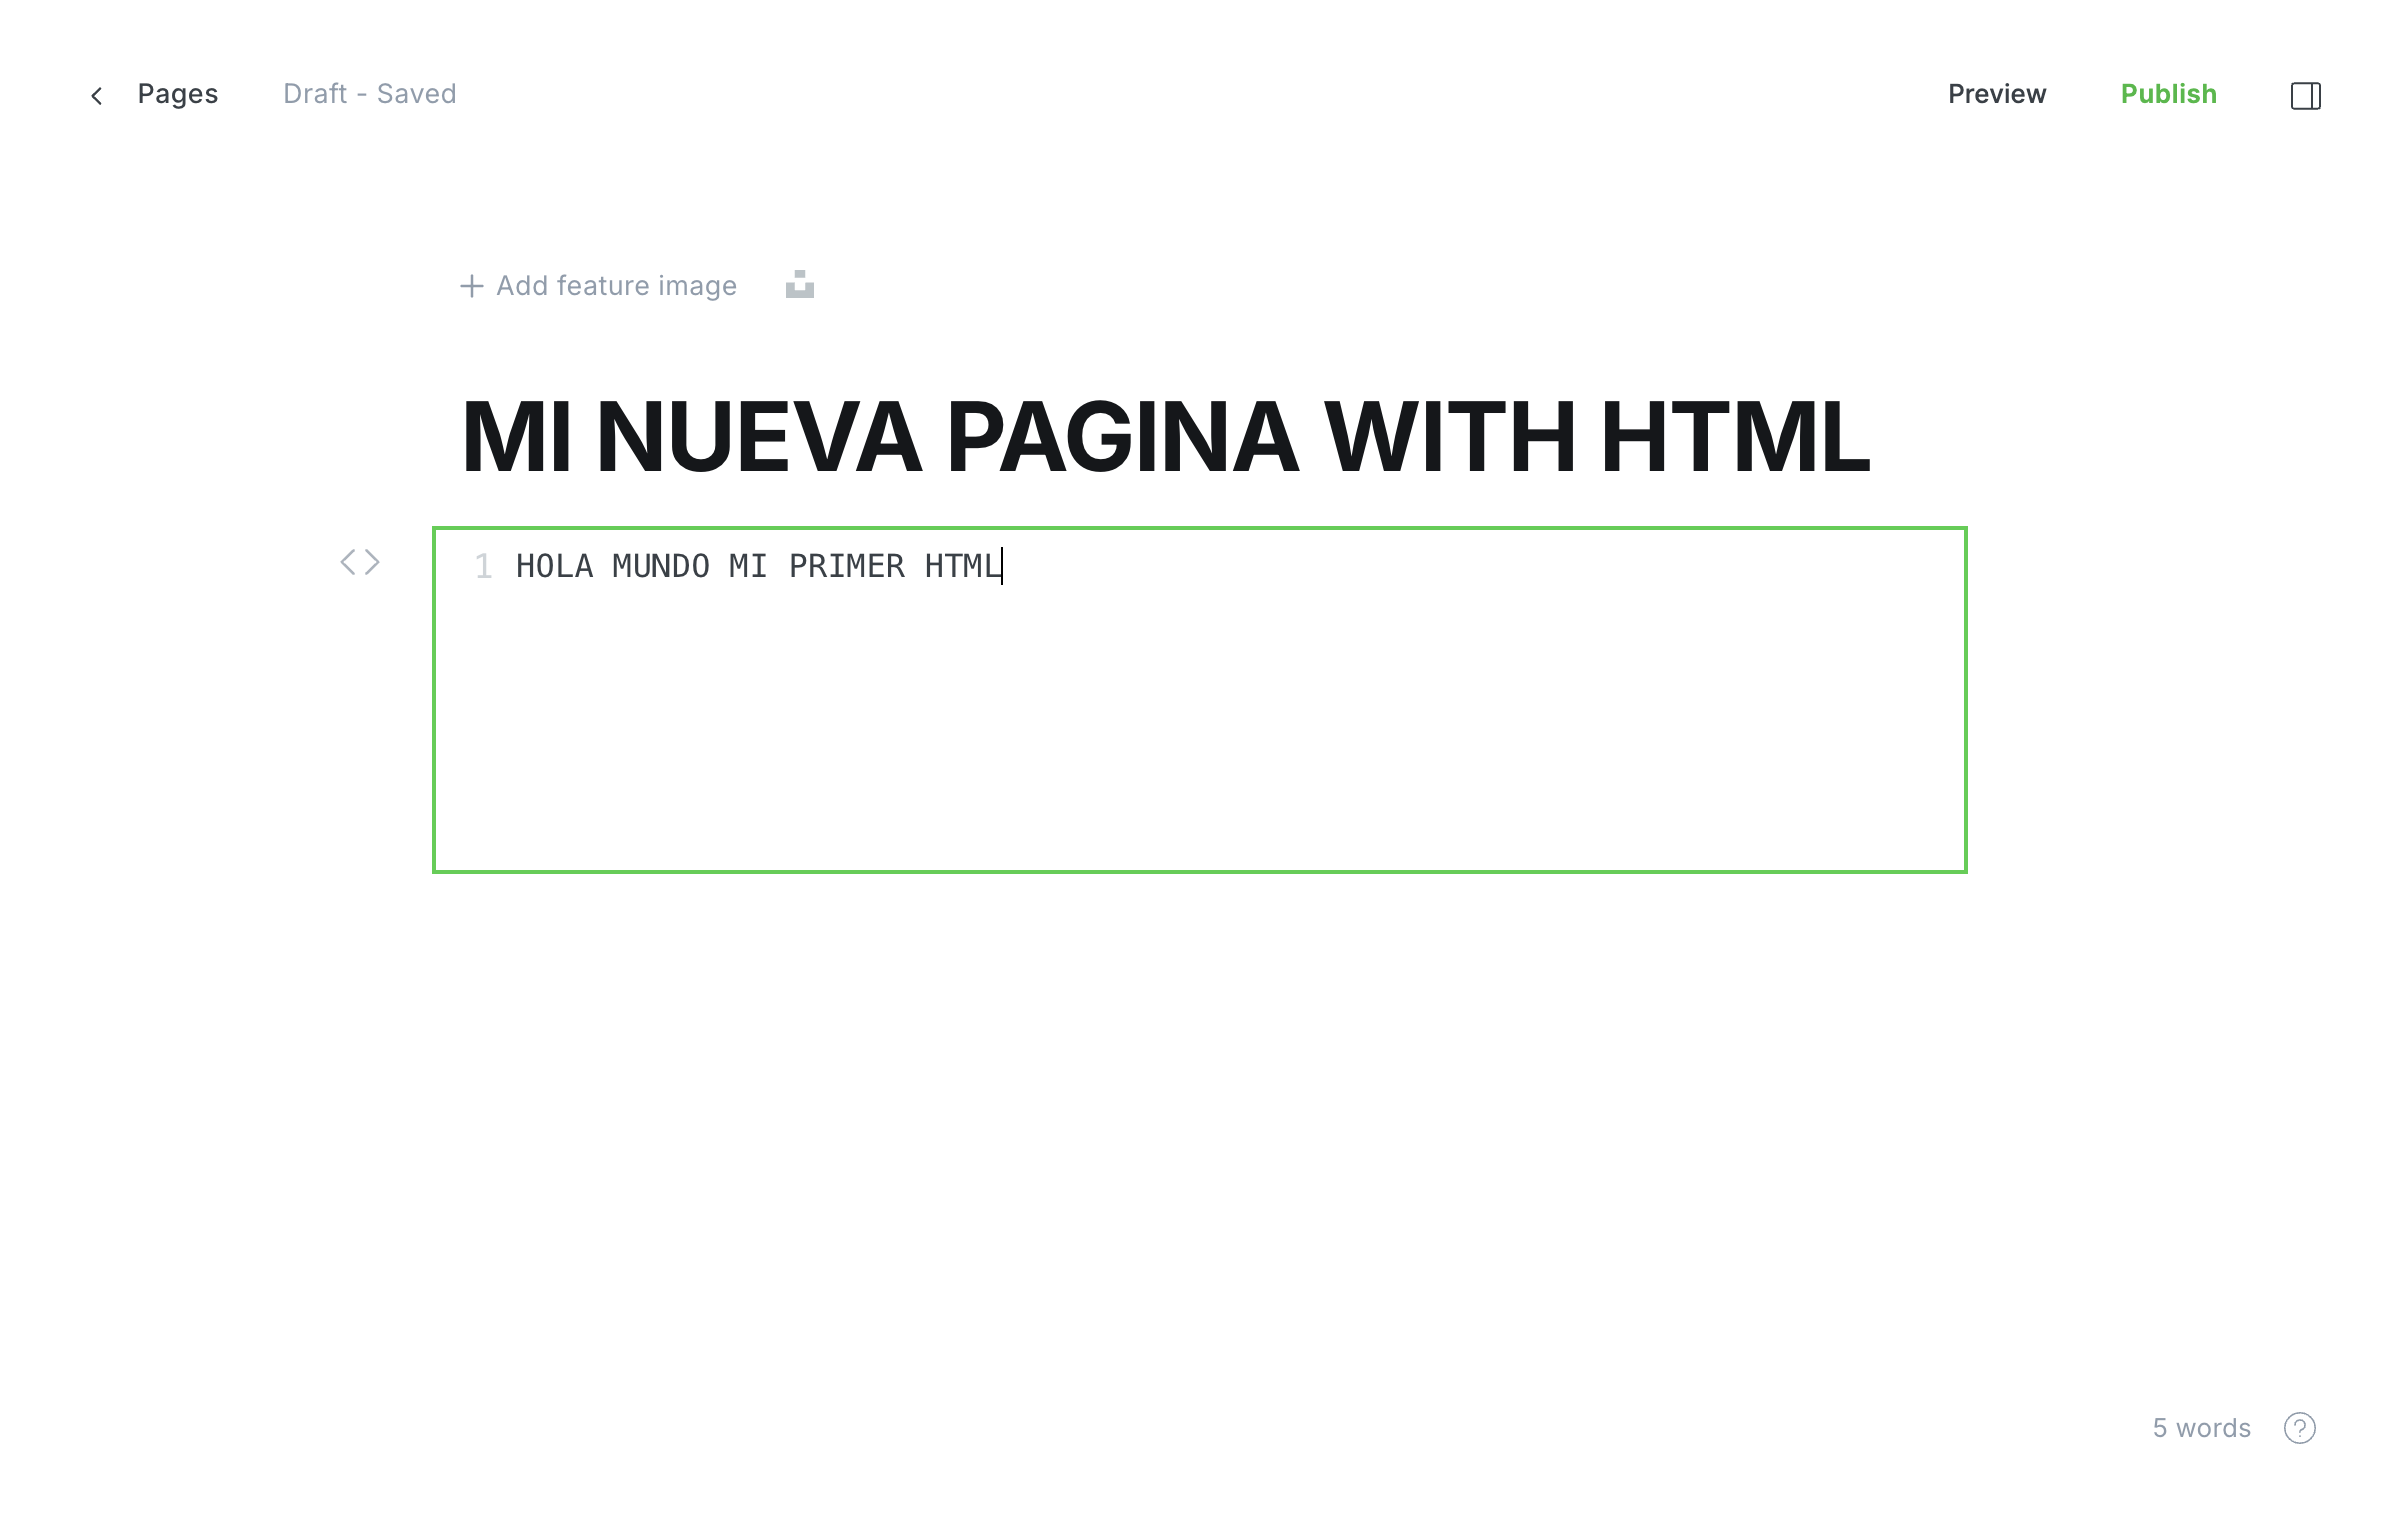 Pages Draft - Saved Preview Publish
Add feature image
MI NUEVA PAGINA WITH HTML
1 HOLA MUNDO MI PRIMER HTML
5 words ?